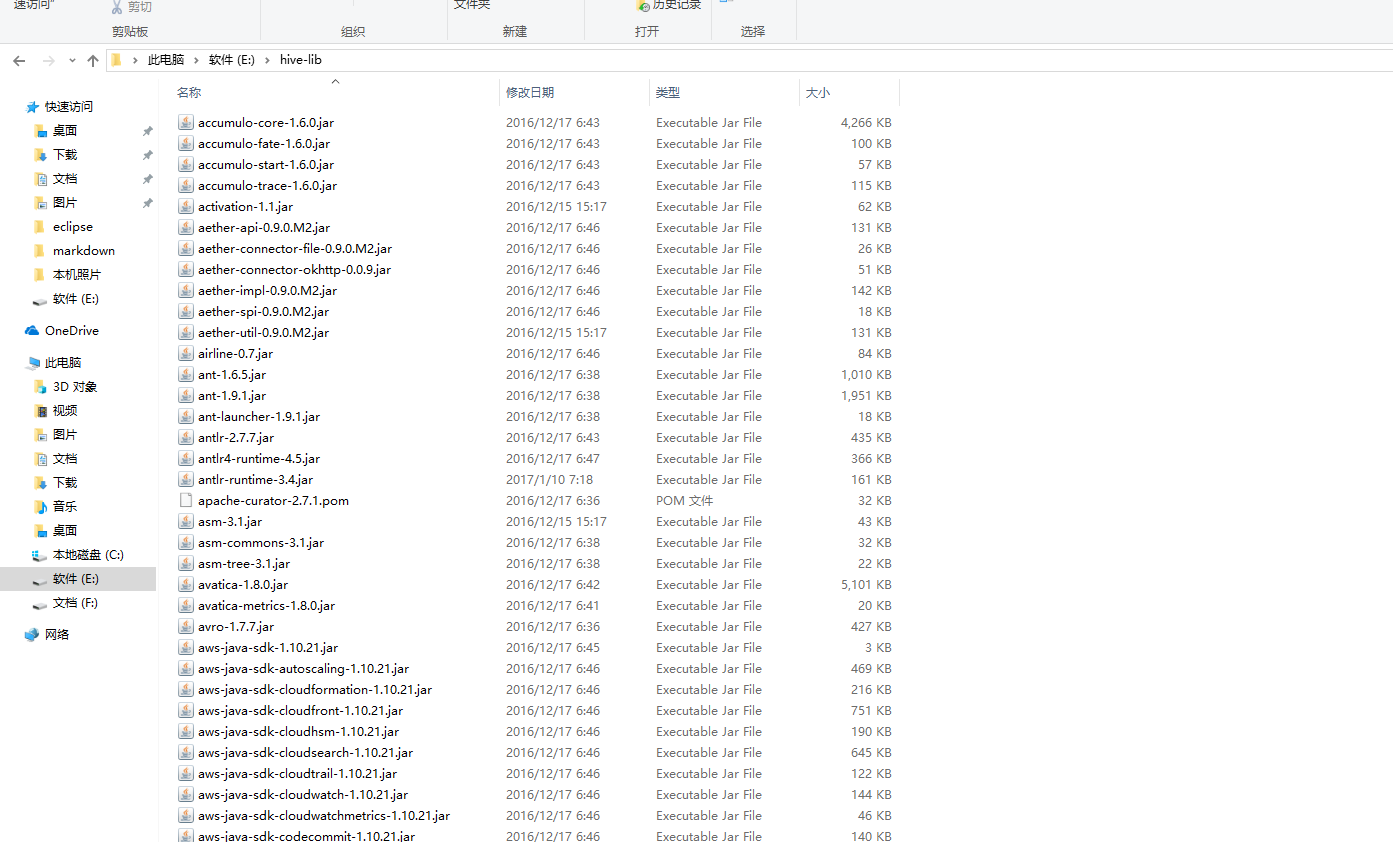 速访问"
剪切
文件夹
历史记录
剪贴板
组织
新建
打开
选择
此电脑 软件 (E:) hive-lib
快速访问
桌面
下载
文档
图片
eclipse
markdown
本机照片
软件 (E:)
OneDrive
此电脑
3D 对象
视频
图片
文档
下载
音乐
桌面
本地磁盘 (C:)
软件 (E:)
文档 (F:)
网络
名称 修改日期 类型 大小
accumulo-core-1.6.0.jar 2016/12/17 6:43 Executable Jar File 4,266 KB
accumulo-fate-1.6.0.jar 2016/12/17 6:43 Executable Jar File 100 KB
accumulo-start-1.6.0.jar 2016/12/17 6:43 Executable Jar File 57 KB
accumulo-trace-1.6.0.jar 2016/12/17 6:43 Executable Jar File 115 KB
activation-1.1.jar 2016/12/15 15:17 Executable Jar File 62 KB
aether-api-0.9.0.M2.jar 2016/12/17 6:46 Executable Jar File 131 KB
aether-connector-file-0.9.0.M2.jar 2016/12/17 6:46 Executable Jar File 26 KB
aether-connector-okhttp-0.0.9.jar 2016/12/17 6:46 Executable Jar File 51 KB
aether-impl-0.9.0.M2.jar 2016/12/17 6:46 Executable Jar File 142 KB
aether-spi-0.9.0.M2.jar 2016/12/17 6:46 Executable Jar File 18 KB
aether-util-0.9.0.M2.jar 2016/12/15 15:17 Executable Jar File 131 KB
airline-0.7.jar 2016/12/17 6:46 Executable Jar File 84 KB
ant-1.6.5.jar 2016/12/17 6:38 Executable Jar File 1,010 KB
ant-1.9.1.jar 2016/12/17 6:38 Executable Jar File 1,951 KB
ant-launcher-1.9.1.jar 2016/12/17 6:38 Executable Jar File 18 KB
antlr-2.7.7.jar 2016/12/17 6:43 Executable Jar File 435 KB
antlr4-runtime-4.5.jar 2016/12/17 6:47 Executable Jar File 366 KB
antlr-runtime-3.4.jar 2017/1/10 7:18 Executable Jar File 161 KB
apache-curator-2.7.1.pom 2016/12/17 6:36 POM 文件 32 KB
asm-3.1.jar 2016/12/15 15:17 Executable Jar File 43 KB
asm-commons-3.1.jar 2016/12/17 6:38 Executable Jar File 32 KB
asm-tree-3.1.jar 2016/12/17 6:38 Executable Jar File 22 KB
avatica-1.8.0.jar 2016/12/17 6:42 Executable Jar File 5,101 KB
avatica-metrics-1.8.0.jar 2016/12/17 6:41 Executable Jar File 20 KB
avro-1.7.7.jar 2016/12/17 6:36 Executable Jar File 427 KB
aws-java-sdk-1.10.21.jar 2016/12/17 6:45 Executable Jar File 3 KB
aws-java-sdk-autoscaling-1.10.21.jar 2016/12/17 6:46 Executable Jar File 469 KB
aws-java-sdk-cloudformation-1.10.21.jar 2016/12/17 6:46 Executable Jar File 216 KB
aws-java-sdk-cloudfront-1.10.21.jar 2016/12/17 6:46 Executable Jar File 751 KB
aws-java-sdk-cloudhsm-1.10.21.jar 2016/12/17 6:46 Executable Jar File 190 KB
aws-java-sdk-cloudsearch-1.10.21.jar 2016/12/17 6:46 Executable Jar File 645 KB
aws-java-sdk-cloudtrail-1.10.21.jar 2016/12/17 6:46 Executable Jar File 122 KB
aws-java-sdk-cloudwatch-1.10.21.jar 2016/12/17 6:46 Executable Jar File 144 KB
aws-java-sdk-cloudwatchmetrics-1.10.21.jar 2016/12/17 6:46 Executable Jar File 46 KB
aws-java-sdk-codecommit-1.10.21.jar 2016/12/17 6:46 Executable Jar File 140 KB